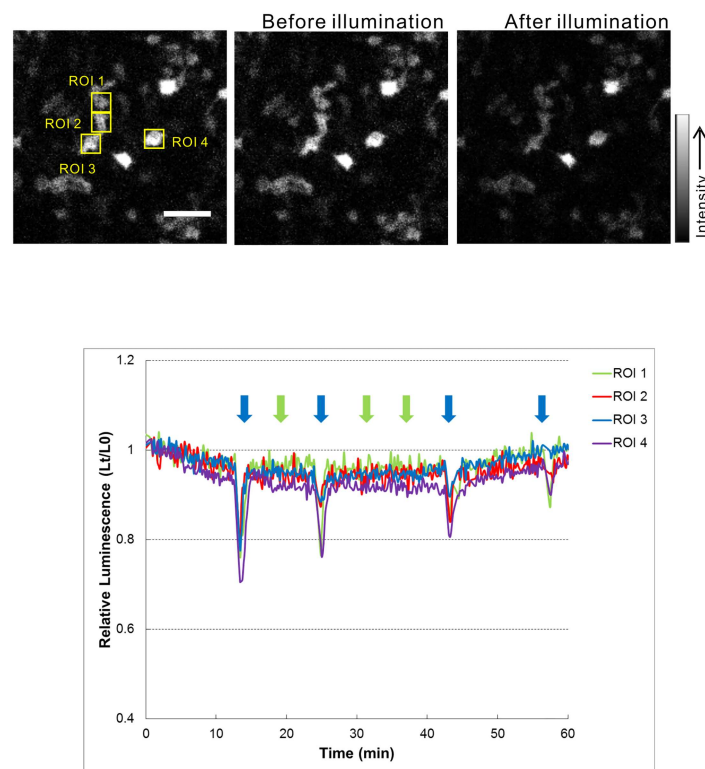 Before illumination
After illumination
ROI 1
ROI 2
ROI 3
ROI 4
Intensity
1.2
1
0.8
0.6
0.4
0
10
20
30
40
50
60
Relative Luminescence (Lt/L0)
Time (min)
ROI 1
ROI 2
ROI 3
ROI 4